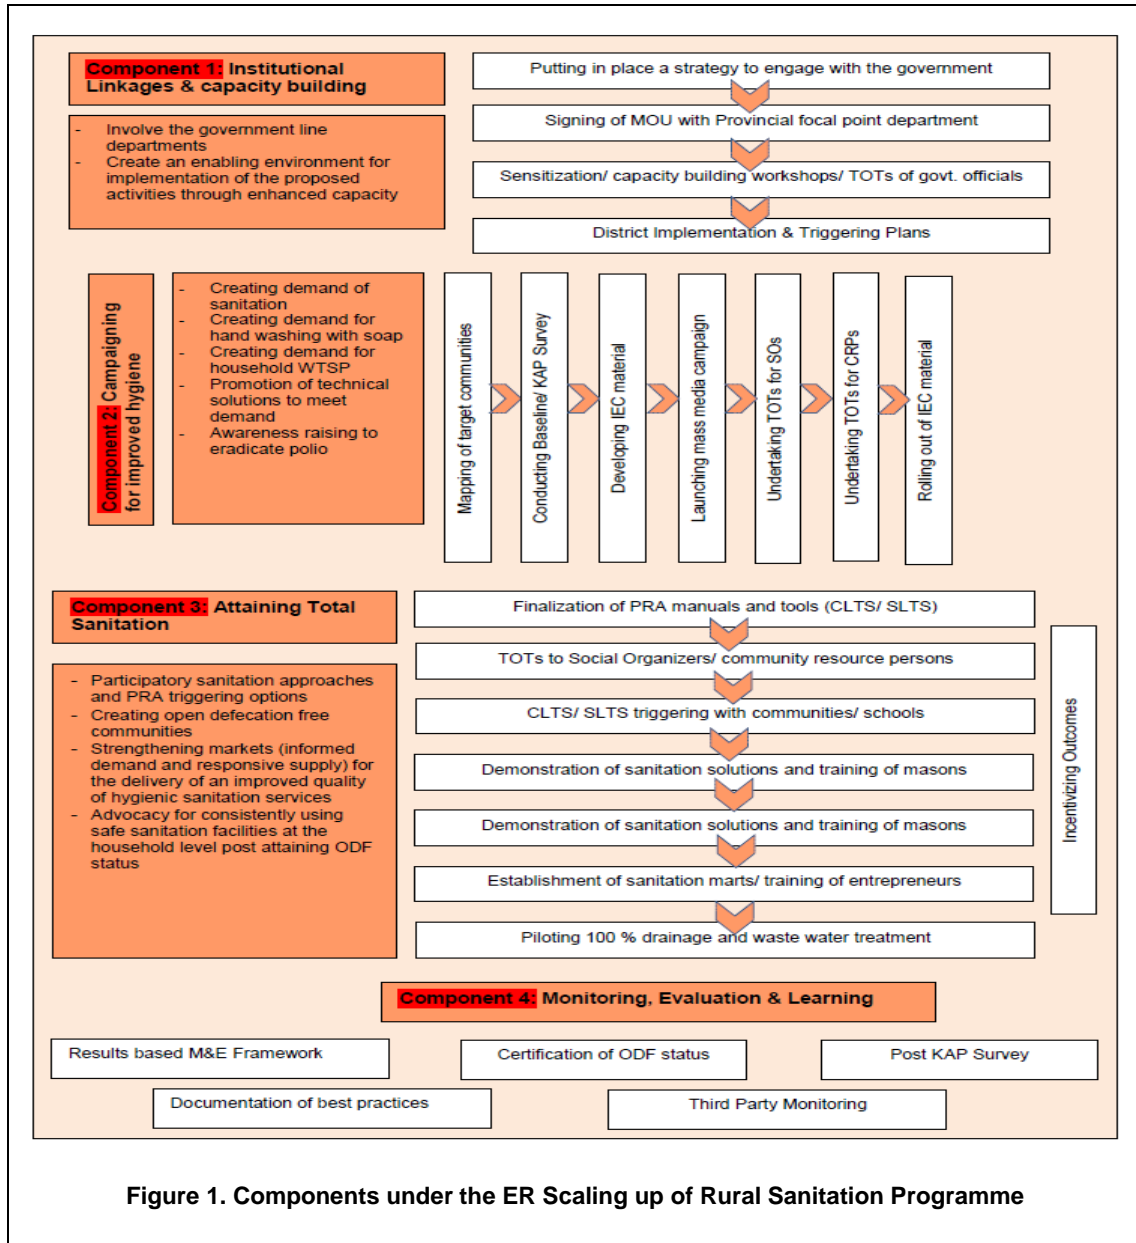 Component 1: Institutional
Linkages & capacity building
- Involve the government line
departments
- Create an enabling environment for
implementation of the proposed
activities through enhanced capacity
Putting in place a strategy to engage with the government
Signing of MOU with Provincial focal point department
Sensitization/ capacity building workshops/ TOTs of govt. officials
District Implementation & Triggering Plans
Component 2: Campaigning
for improved hygiene
- Creating demand of
sanitation
- Creating demand for
hand washing with soap
- Creating demand for
household WTSP
- Promotion of technical
solutions to meet
demand
- Awareness raising to
eradicate polio
Mapping of target communities
Conducting Baseline/ KAP Survey
Developing IEC material
Launching mass media campaign
Undertaking TOTs for SOs
Undertaking TOTs for CRPs
Rolling out of IEC material
Component 3: Attaining Total
Sanitation
- Participatory sanitation approaches
and PRA triggering options
- Creating open defecation free
communities
- Strengthening markets (informed
demand and responsive supply) for
the delivery of an improved quality
of hygienic sanitation services
- Advocacy for consistently using
safe sanitation facilities at the
household level post attaining ODF
status
Finalization of PRA manuals and tools (CLTS/ SLTS)
TOTs to Social Organizers/ community resource persons
CLTS/ SLTS triggering with communities/ schools
Demonstration of sanitation solutions and training of masons
Demonstration of sanitation solutions and training of masons
Establishment of sanitation marts/ training of entrepreneurs
Piloting 100 % drainage and waste water treatment
Incentivizing Outcomes
Component 4: Monitoring, Evaluation & Learning
Results based M&E Framework
Certification of ODF status
Post KAP Survey
Documentation of best practices
Third Party Monitoring
Figure 1. Components under the ER Scaling up of Rural Sanitation Programme